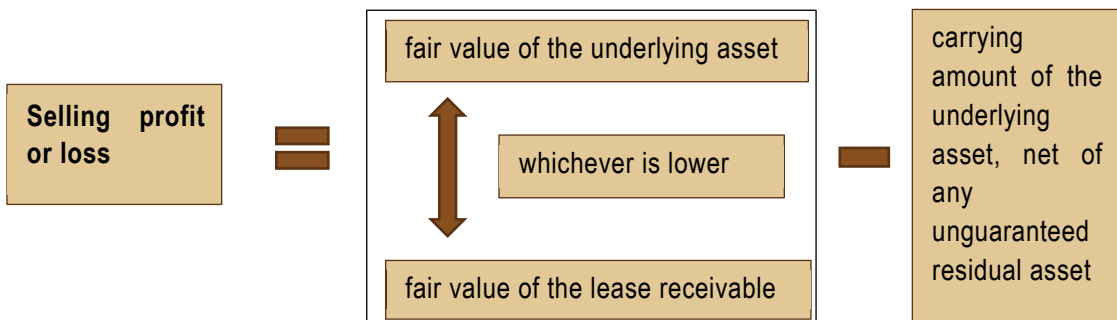 Selling profit
or loss
fair value of the underlying asset
whichever is lower
fair value of the lease receivable
carrying
amount of the
underlying
asset, net of
any
unguaranteed
residual asset